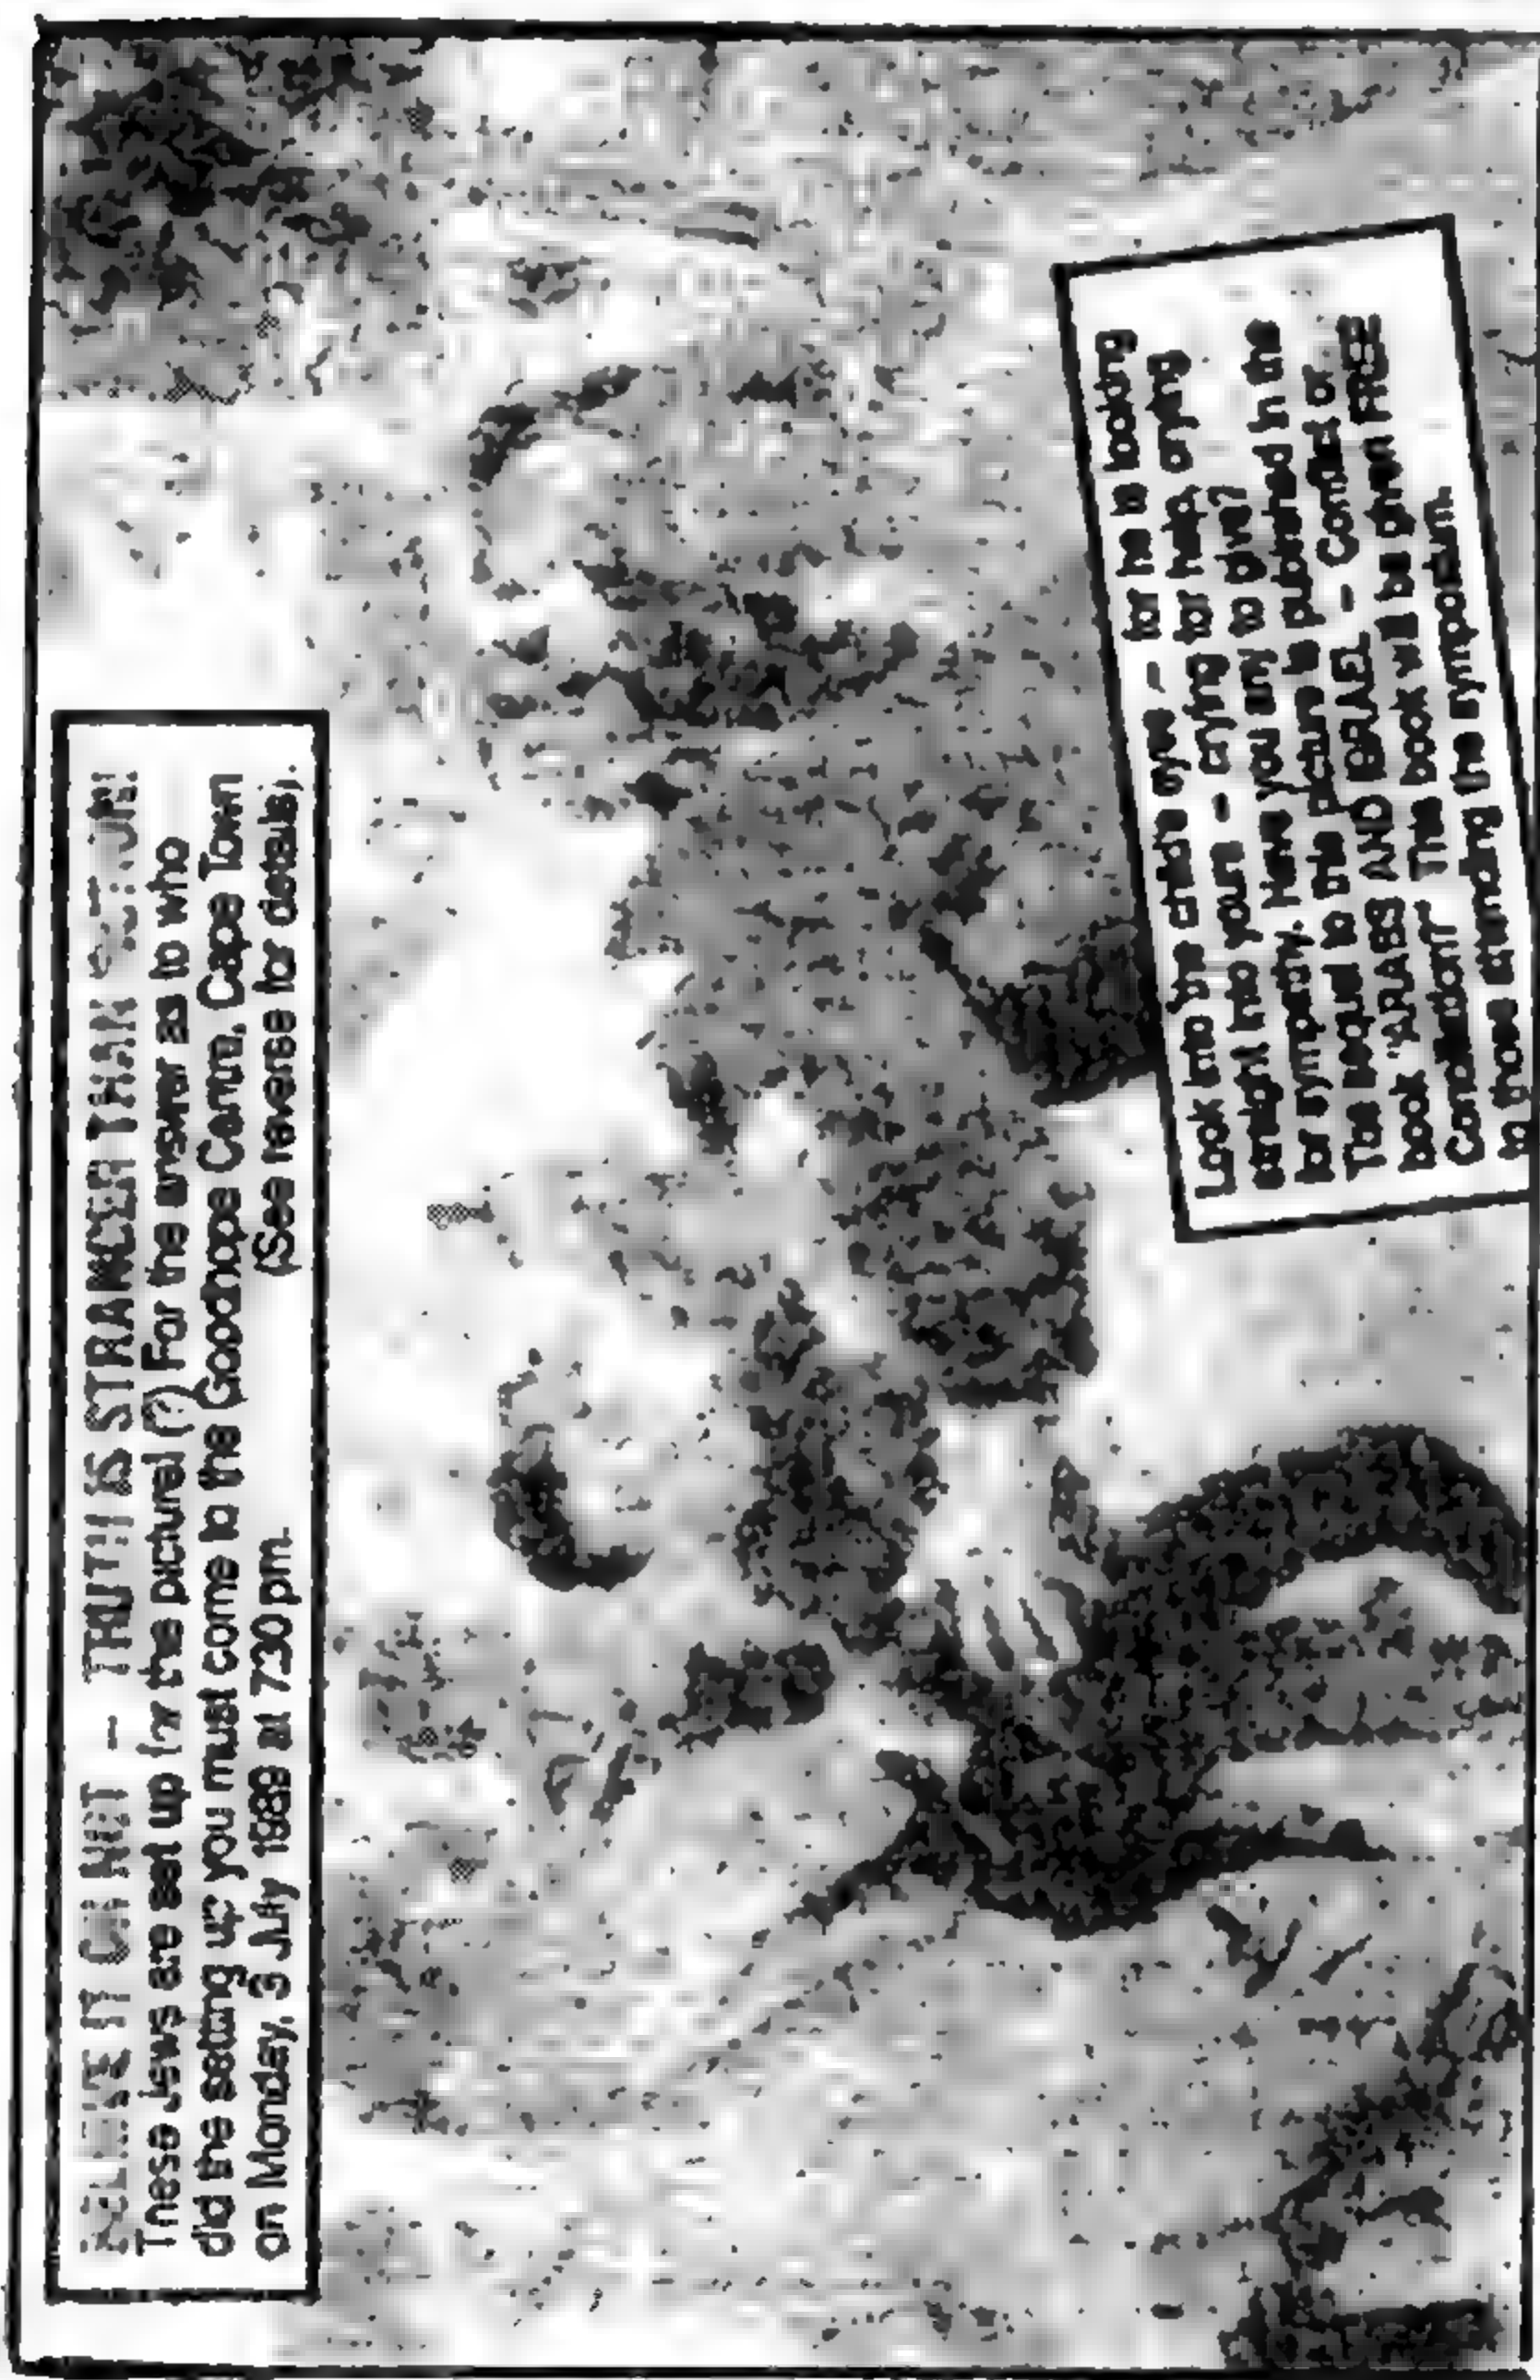 BELIEVE IT OR NOT – TRUTH IS STRANGER THAN FICTION!
These Jews are set up for the picture! (?) For the answer as to who
did the setting up you must come to the Goodhope Centre, Cape Town
on Monday, 3 July 1989 at 7.30 pm. (See reverse for details).
Look into the child's eyes – for he is looking
straight into yours – crying for help, crying
for sympathy. Have you any to give?
The sequel to this picture is published in the
book "ARABS AND ISRAEL – Conflict or
Conciliation?" This book will be given FREE
to those attending the symposium.